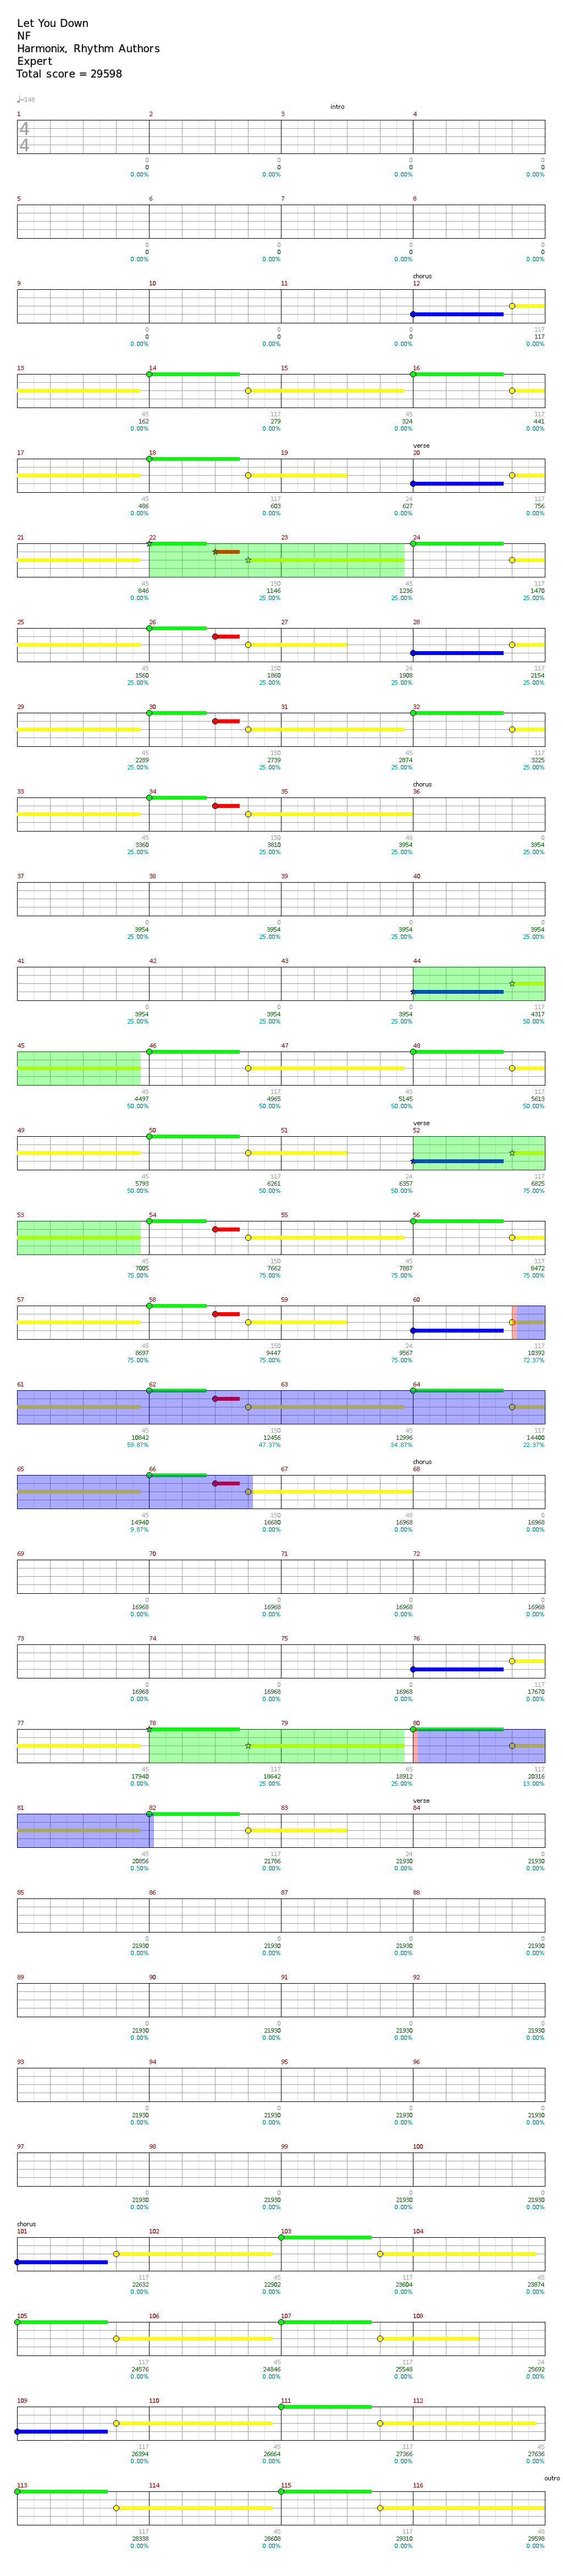 Let You Down
NF
Harmonix, Rhythm Authors
Expert
Total score = 29598
♩=148
intro
1 2 3 4
4
4
0 0 0 0
0 0 0 0
0.00% 0.00% 0.00% 0.00%
5 6 7 8
0 0 0 0
0 0 0 0
0.00% 0.00% 0.00% 0.00%
chorus
9 10 11 12
0 0 0 117
0 0 0 117
0.00% 0.00% 0.00% 0.00%
13 14 15 16
45 117 45 117
162 279 324 441
0.00% 0.00% 0.00% 0.00%
verse
17 18 19 20
45 117 24 117
486 603 627 756
0.00% 0.00% 0.00% 0.00%
21 22 23 24
45 150 45 117
846 1146 1236 1470
0.00% 25.00% 25.00% 25.00%
25 26 27 28
45 150 24 117
1560 1860 1908 2154
25.00% 25.00% 25.00% 25.00%
29 30 31 32
45 150 45 117
2289 2739 2874 3225
25.00% 25.00% 25.00% 25.00%
chorus
33 34 35 36
45 150 48 0
3360 3810 3954 3954
25.00% 25.00% 25.00% 25.00%
37 38 39 40
0 0 0 0
3954 3954 3954 3954
25.00% 25.00% 25.00% 25.00%
41 42 43 44
0 0 0 117
3954 3954 3954 4317
25.00% 25.00% 25.00% 50.00%
45 46 47 48
45 117 45 117
4497 4965 5145 5613
50.00% 50.00% 50.00% 50.00%
verse
49 50 51 52
45 117 24 117
5793 6261 6357 6825
50.00% 50.00% 50.00% 75.00%
53 54 55 56
45 150 45 117
7005 7662 7887 8472
75.00% 75.00% 75.00% 75.00%
57 58 59 60
45 150 24 117
8697 9447 9567 10392
75.00% 75.00% 75.00% 72.37%
61 62 63 64
45 150 45 117
10842 12456 12996 14400
59.87% 47.37% 34.87% 22.37%
chorus
65 66 67 68
45 150 48 0
14940 16680 16968 16968
9.87% 0.00% 0.00% 0.00%
69 70 71 72
0 0 0 0
16968 16968 16968 16968
0.00% 0.00% 0.00% 0.00%
73 74 75 76
0 0 0 117
16968 16968 16968 17670
0.00% 0.00% 0.00% 0.00%
77 78 79 80
45 117 45 117
17940 18642 18912 20316
0.00% 25.00% 25.00% 13.00%
verse
81 82 83 84
45 117 24 0
20856 21786 21930 21930
0.50% 0.00% 0.00% 0.00%
85 86 87 88
0 0 0 0
21930 21930 21930 21930
0.00% 0.00% 0.00% 0.00%
89 90 91 92
0 0 0 0
21930 21930 21930 21930
0.00% 0.00% 0.00% 0.00%
93 94 95 96
0 0 0 0
21930 21930 21930 21930
0.00% 0.00% 0.00% 0.00%
97 98 99 100
0 0 0 0
21930 21930 21930 21930
0.00% 0.00% 0.00% 0.00%
chorus
101 102 103 104
117 45 117 45
22632 22902 23604 23874
0.00% 0.00% 0.00% 0.00%
105 106 107 108
117 45 117 24
24576 24846 25548 25692
0.00% 0.00% 0.00% 0.00%
109 110 111 112
117 45 117 45
26394 26664 27366 27636
0.00% 0.00% 0.00% 0.00%
outro
113 114 115 116
117 45 117 48
28338 28608 29310 29598
0.00% 0.00% 0.00% 0.00%